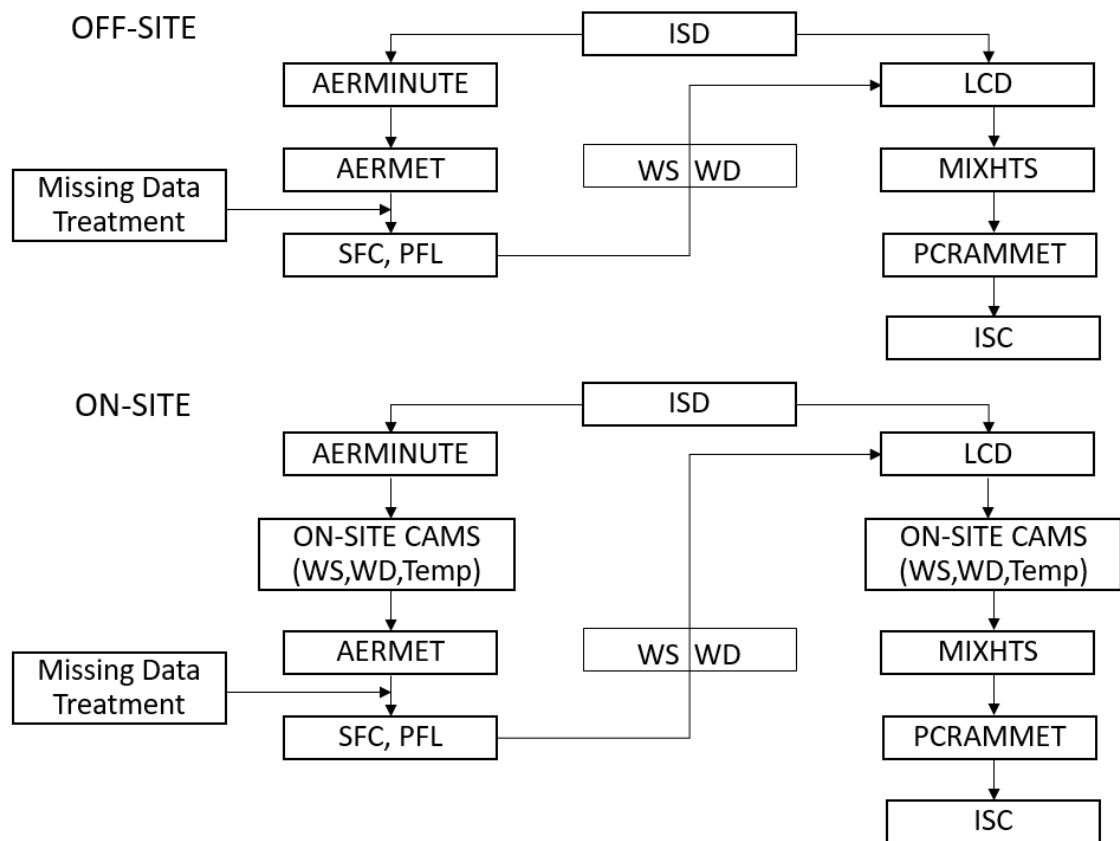 OFF-SITE
ISD
AERMINUTE
LCD
AERMET
WS WD
MIXHTS
Missing Data
Treatment
SFC, PFL
PCRAMMET
ISC
ON-SITE
ISD
AERMINUTE
LCD
ON-SITE CAMS
(WS,WD,Temp)
ON-SITE CAMS
(WS,WD,Temp)
AERMET
WS WD
MIXHTS
Missing Data
Treatment
SFC, PFL
PCRAMMET
ISC